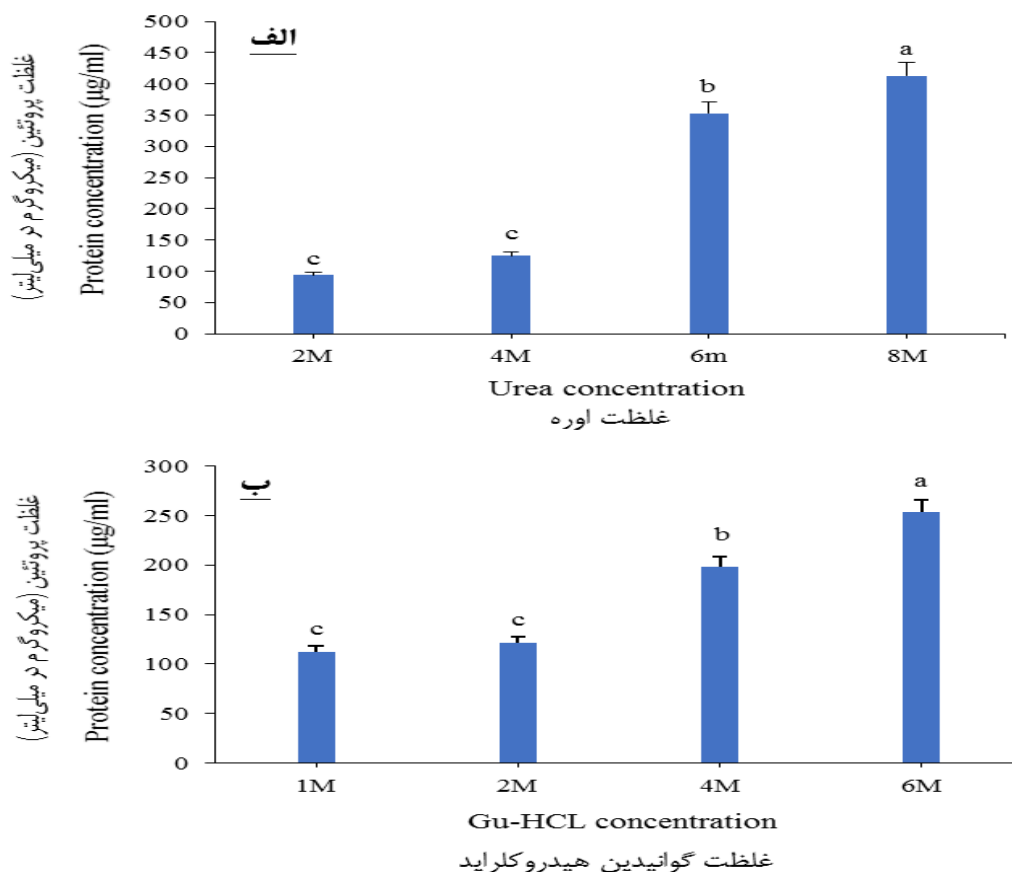 الف
غلظت پروتئین (میکروگرم در میلی‌لیتر)
Protein concentration (µg/ml)
500
450
400
350
300
250
200
150
100
50
0
c
c
b
a
2M 4M 6m 8M
Urea concentration
غلظت اوره
ب
غلظت پروتئین (میکروگرم در میلی‌لیتر)
Protein concentration (µg/ml)
300
250
200
150
100
50
0
c
c
b
a
1M 2M 4M 6M
Gu-HCL concentration
غلظت گوانیدین هیدروکلراید